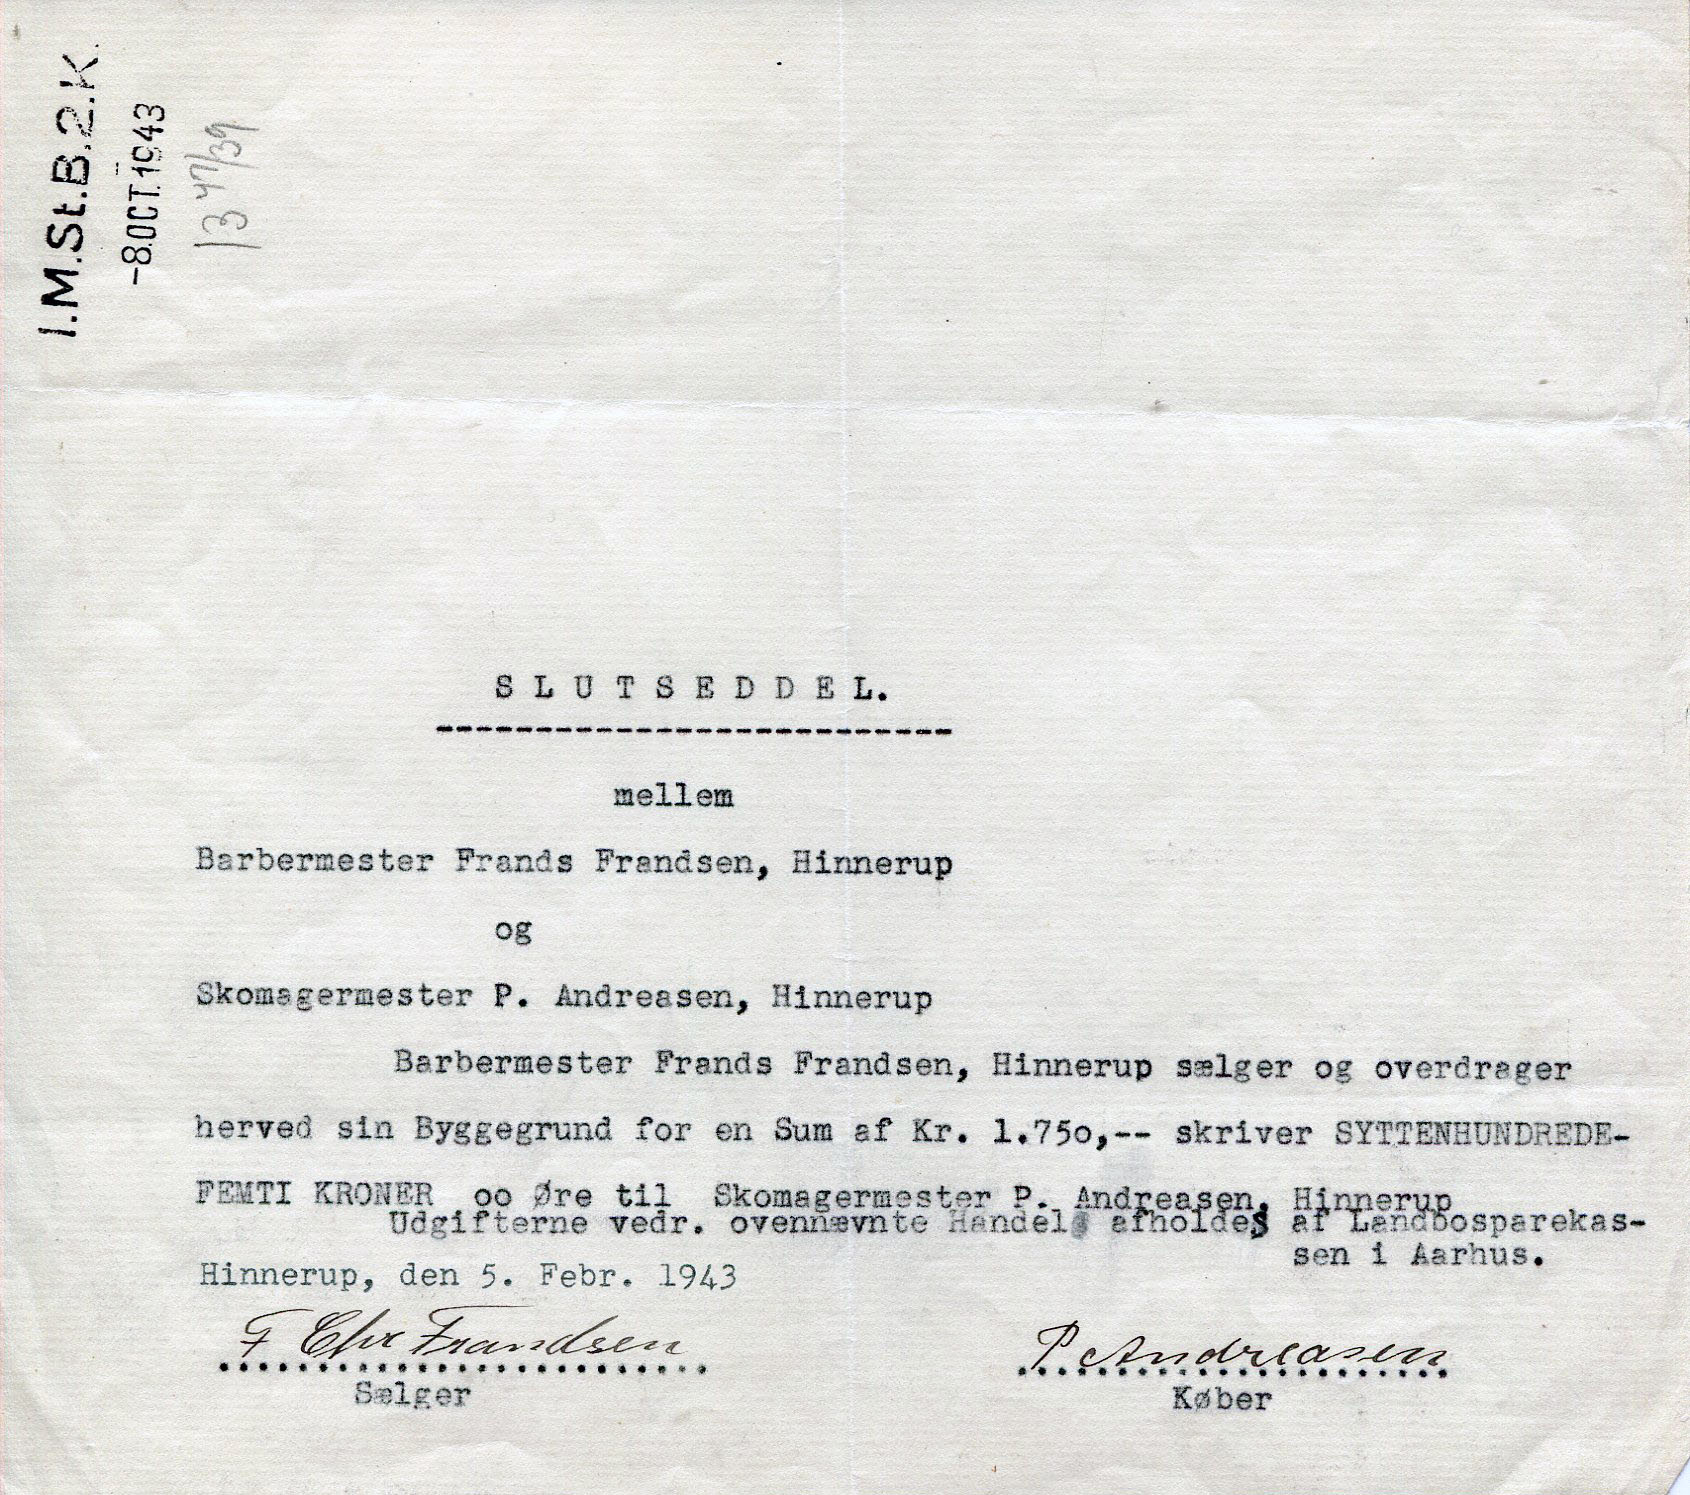 I.M.St.B.2.K.
-8.OCT.1943
13 47/39
S L U T S E D D E L.
--------------------------
mellem
Barbermester Frands Frandsen, Hinnerup
og
Skomagermester P. Andreasen, Hinnerup
Barbermester Frands Frandsen, Hinnerup sælger og overdrager
herved sin Byggegrund for en Sum af Kr. 1.75o,-- skriver SYTTENHUNDREDE-
FEMTI KRONER oo Øre til Skomagermester P. Andreasen, Hinnerup
Udgifterne vedr. ovennævnte Handel afholdes af Landbosparekas-
sen i Aarhus.
Hinnerup, den 5. Febr. 1943
F Chr Frandsen
P. Andreasen
Sælger
Køber